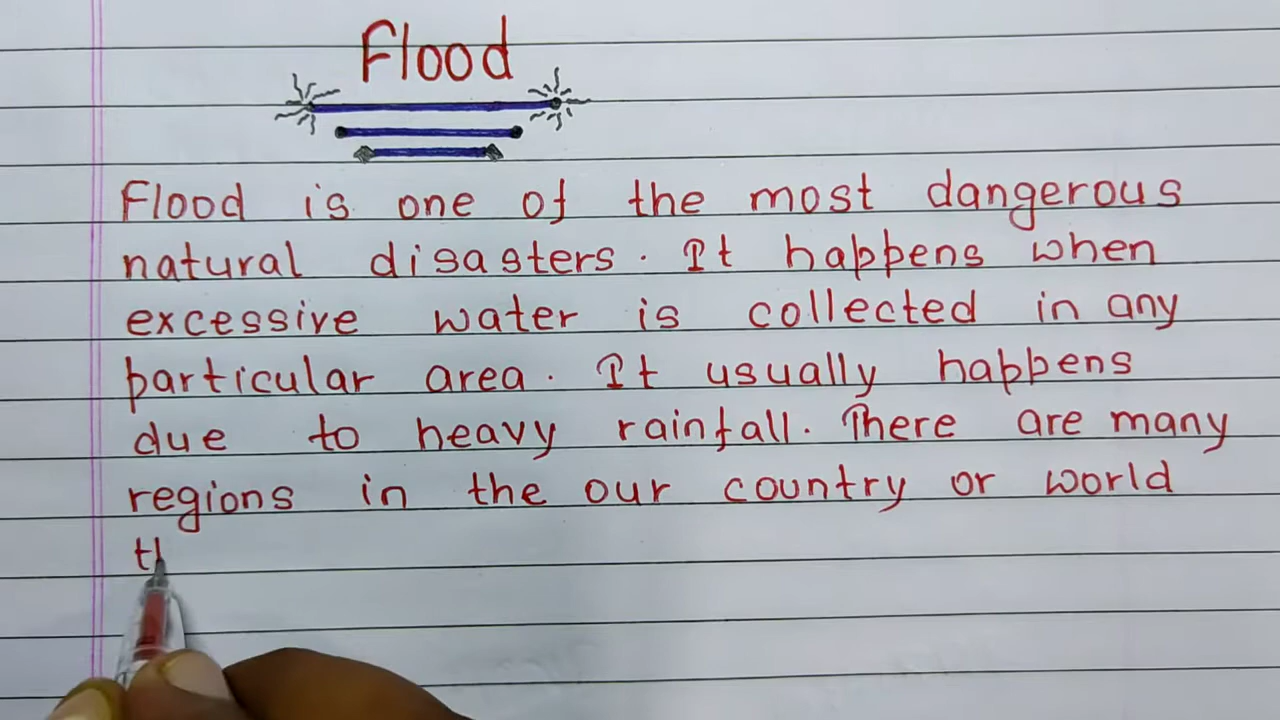 Flood
Flood is one of the most dangerous
natural disasters. It happens when
excessive water is collected in any
particular area. It usually happens
due to heavy rainfall. There are many
regions in the our country or world
th